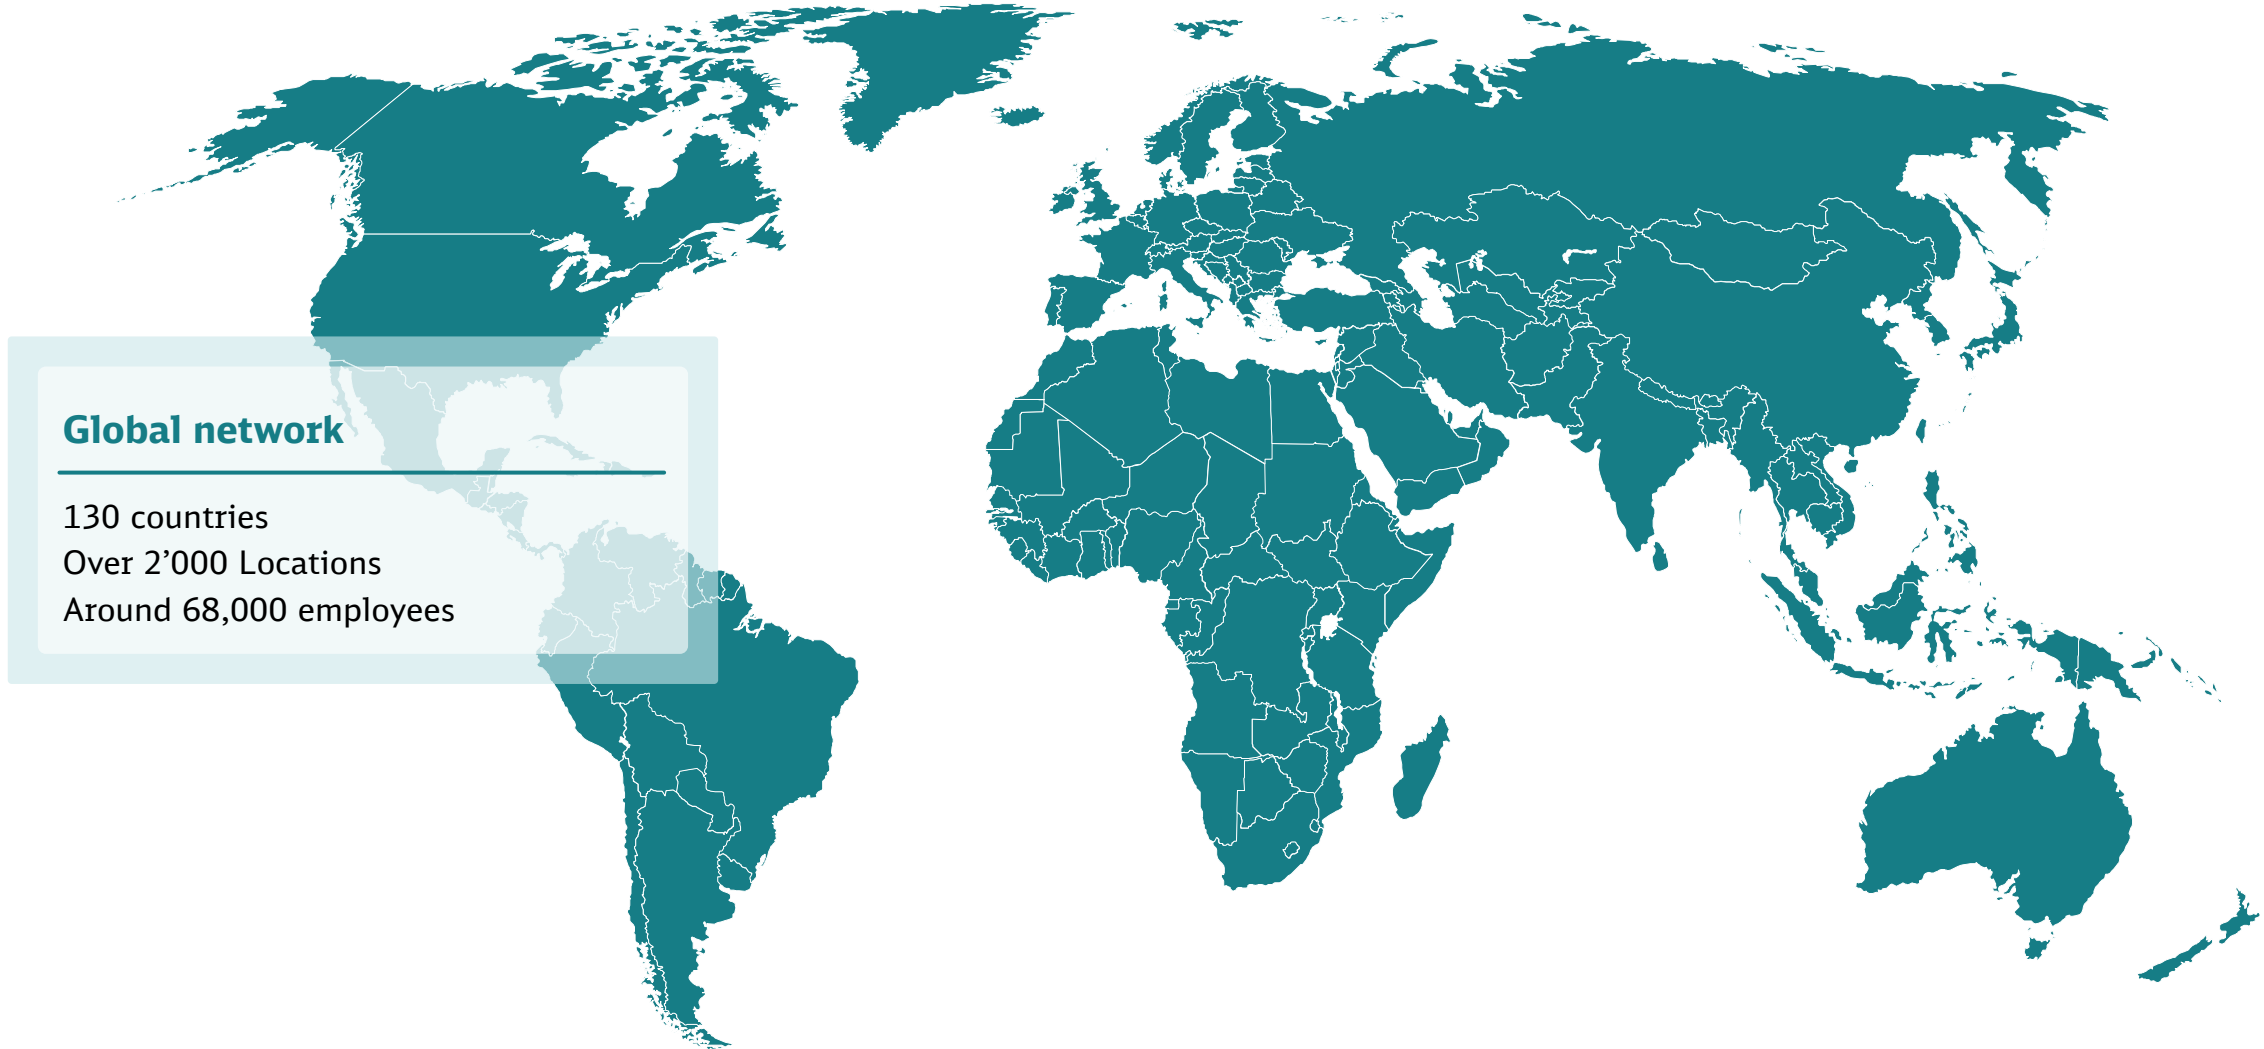 Global network
130 countries
Over 2’000 Locations
Around 68,000 employees